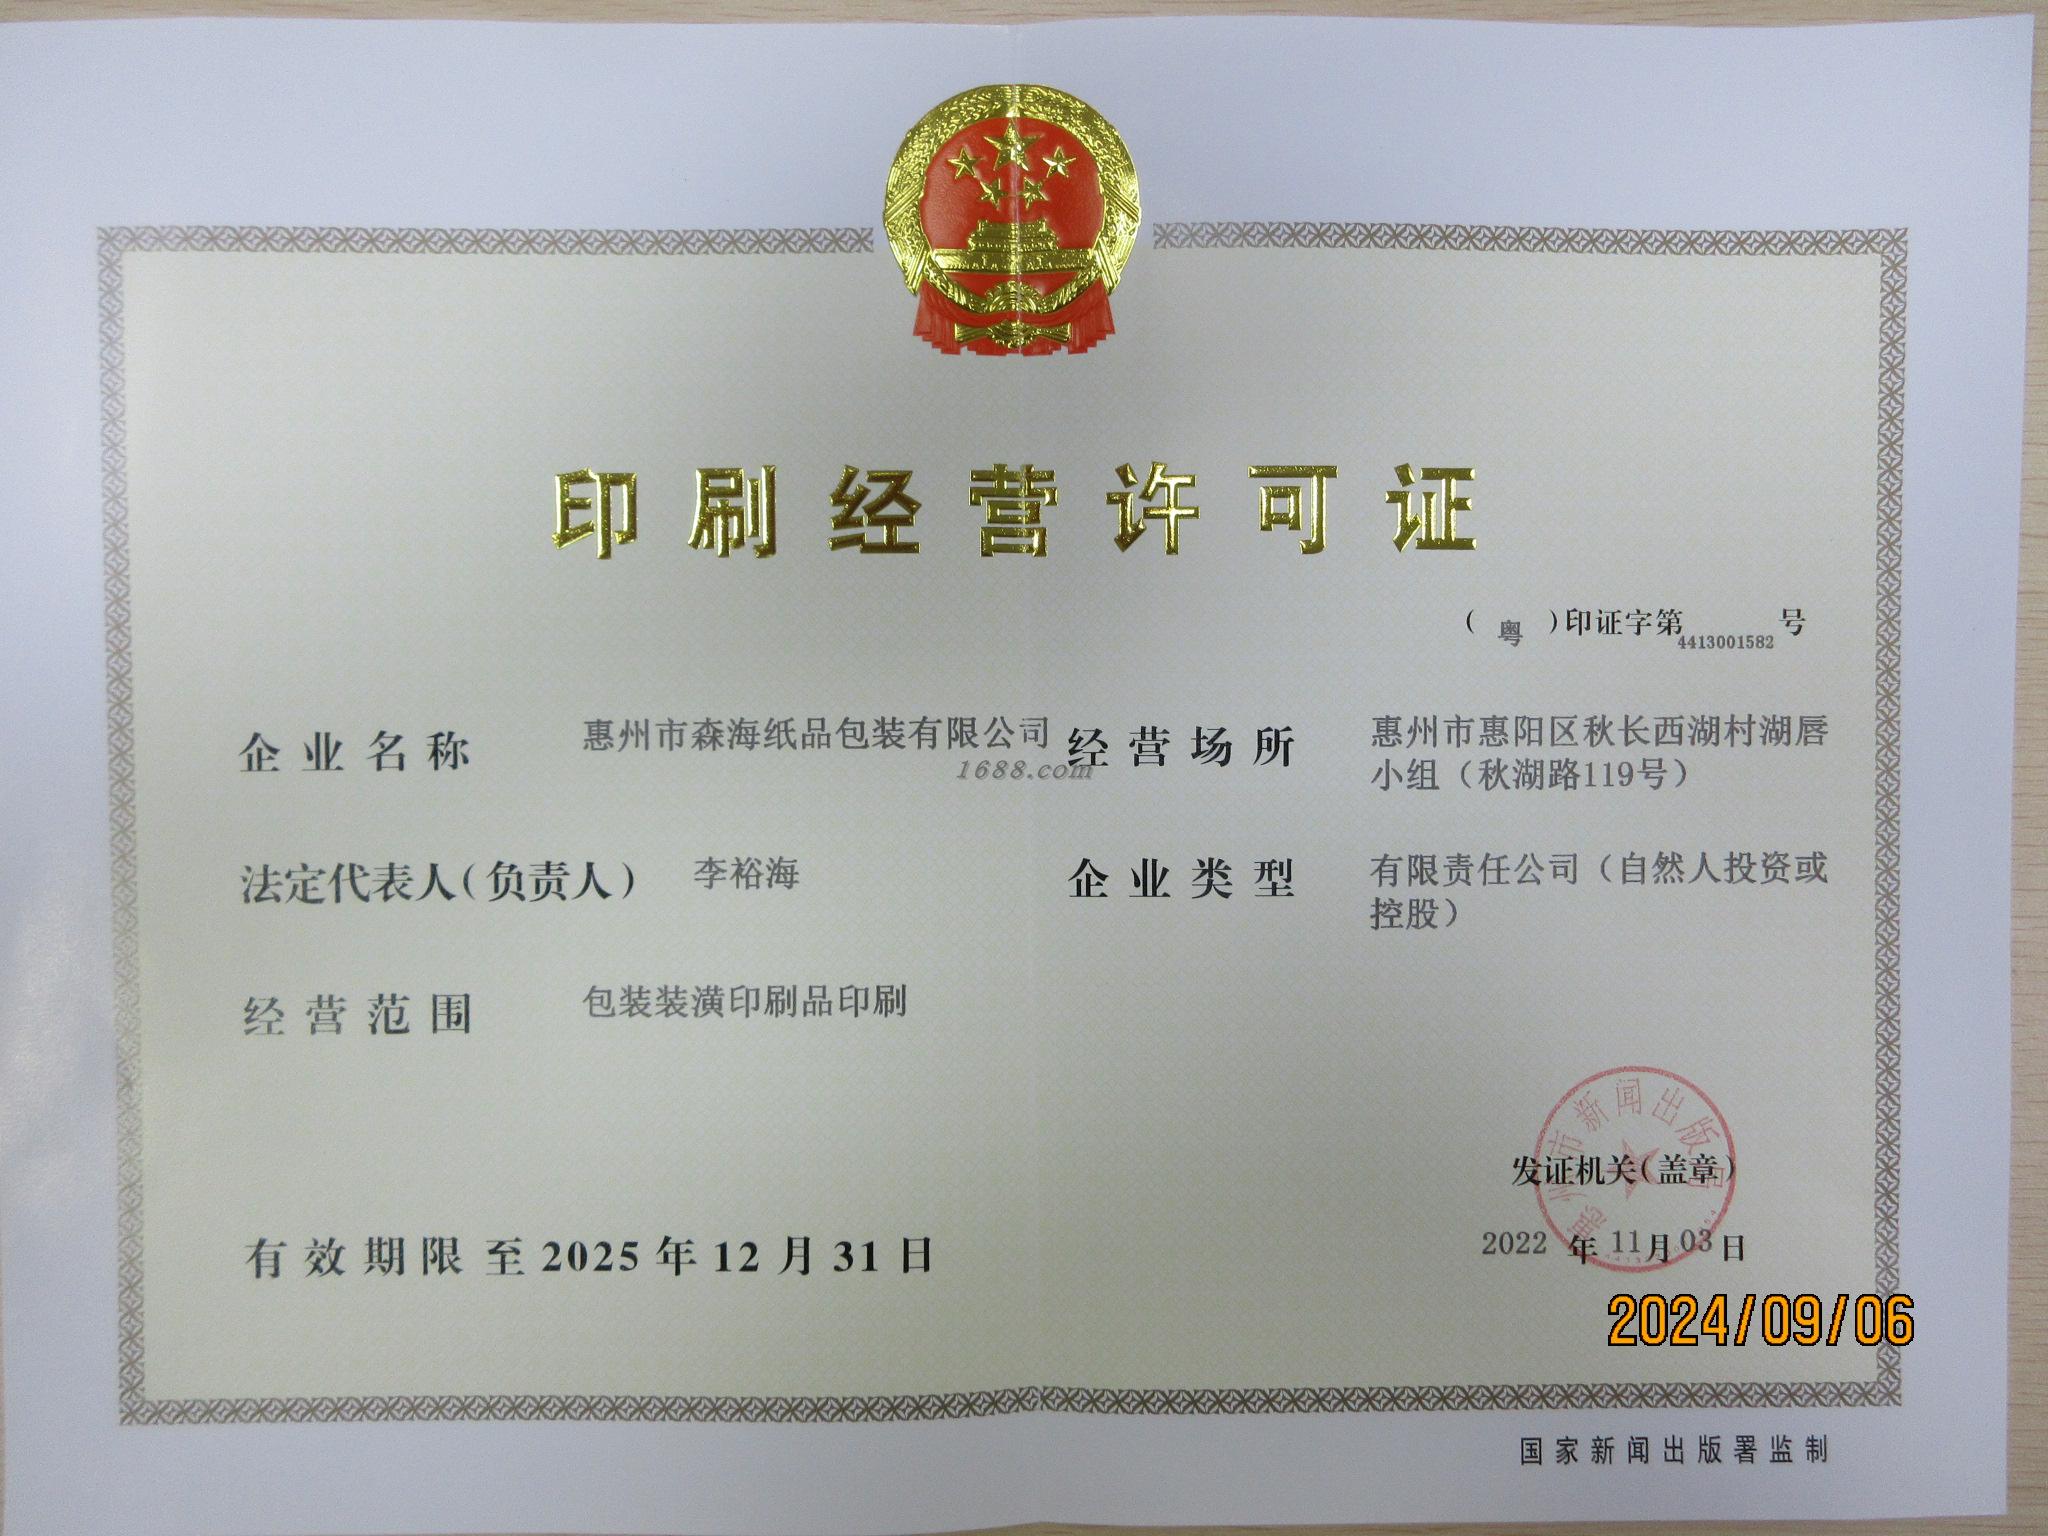 印刷经营许可证
（ 粤 ）印证字第4413001582号
企业名称 惠州市森海纸品包装有限公司
1688.com
经营场所 惠州市惠阳区秋长西湖村湖唇
小组（秋湖路119号）
法定代表人（负责人） 李裕海
企业类型 有限责任公司（自然人投资或
控股）
经营范围 包装装潢印刷品印刷
惠州市新闻出版局
发证机关（盖章）
有效期限至2025年12月31日
2022年11月03日
2024/09/06
国家新闻出版署监制